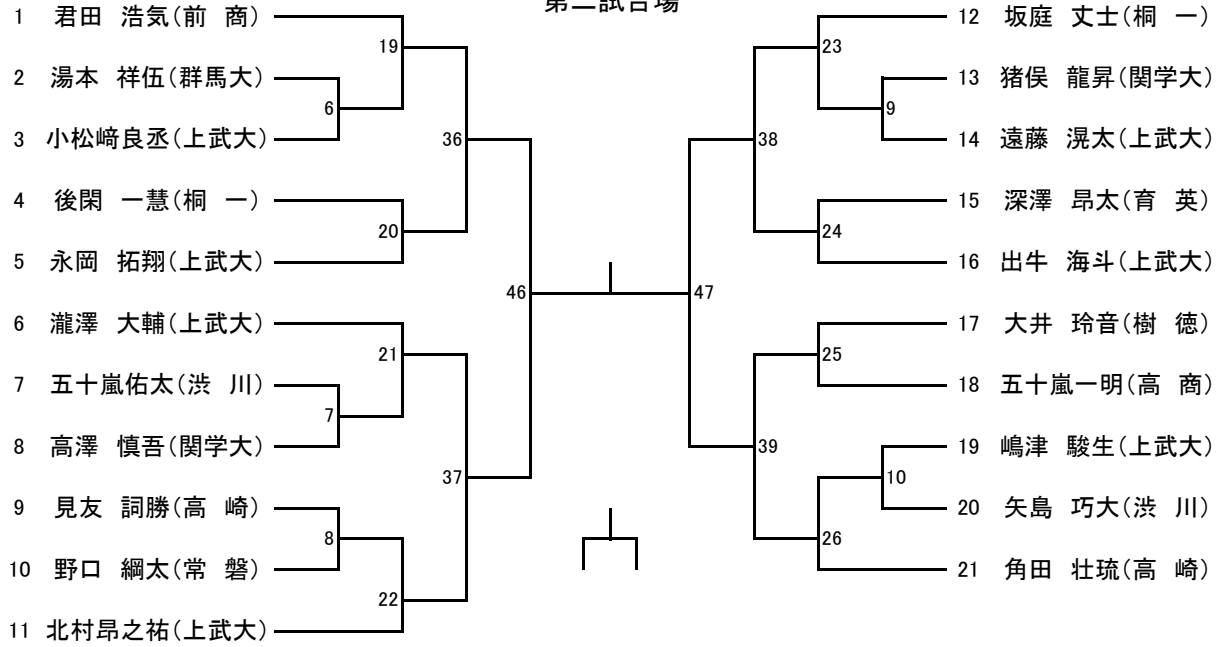 第二試合場
1 君田 浩気(前 商)
2 湯本 祥伍(群馬大)
3 小松﨑良丞(上武大)
4 後閑 一慧(桐 一)
5 永岡 拓翔(上武大)
6 瀧澤 大輔(上武大)
7 五十嵐佑太(渋 川)
8 高澤 慎吾(関学大)
9 見友 詞勝(高 崎)
10 野口 綱太(常 磐)
11 北村昂之祐(上武大)
19
6
36
20
46
21
7
37
8
22
12 坂庭 丈士(桐 一)
13 猪俣 龍昇(関学大)
14 遠藤 滉太(上武大)
15 深澤 昂太(育 英)
16 出牛 海斗(上武大)
17 大井 玲音(樹 徳)
18 五十嵐一明(高 商)
19 嶋津 駿生(上武大)
20 矢島 巧大(渋 川)
21 角田 壮琉(高 崎)
23
9
38
24
47
25
39
10
26